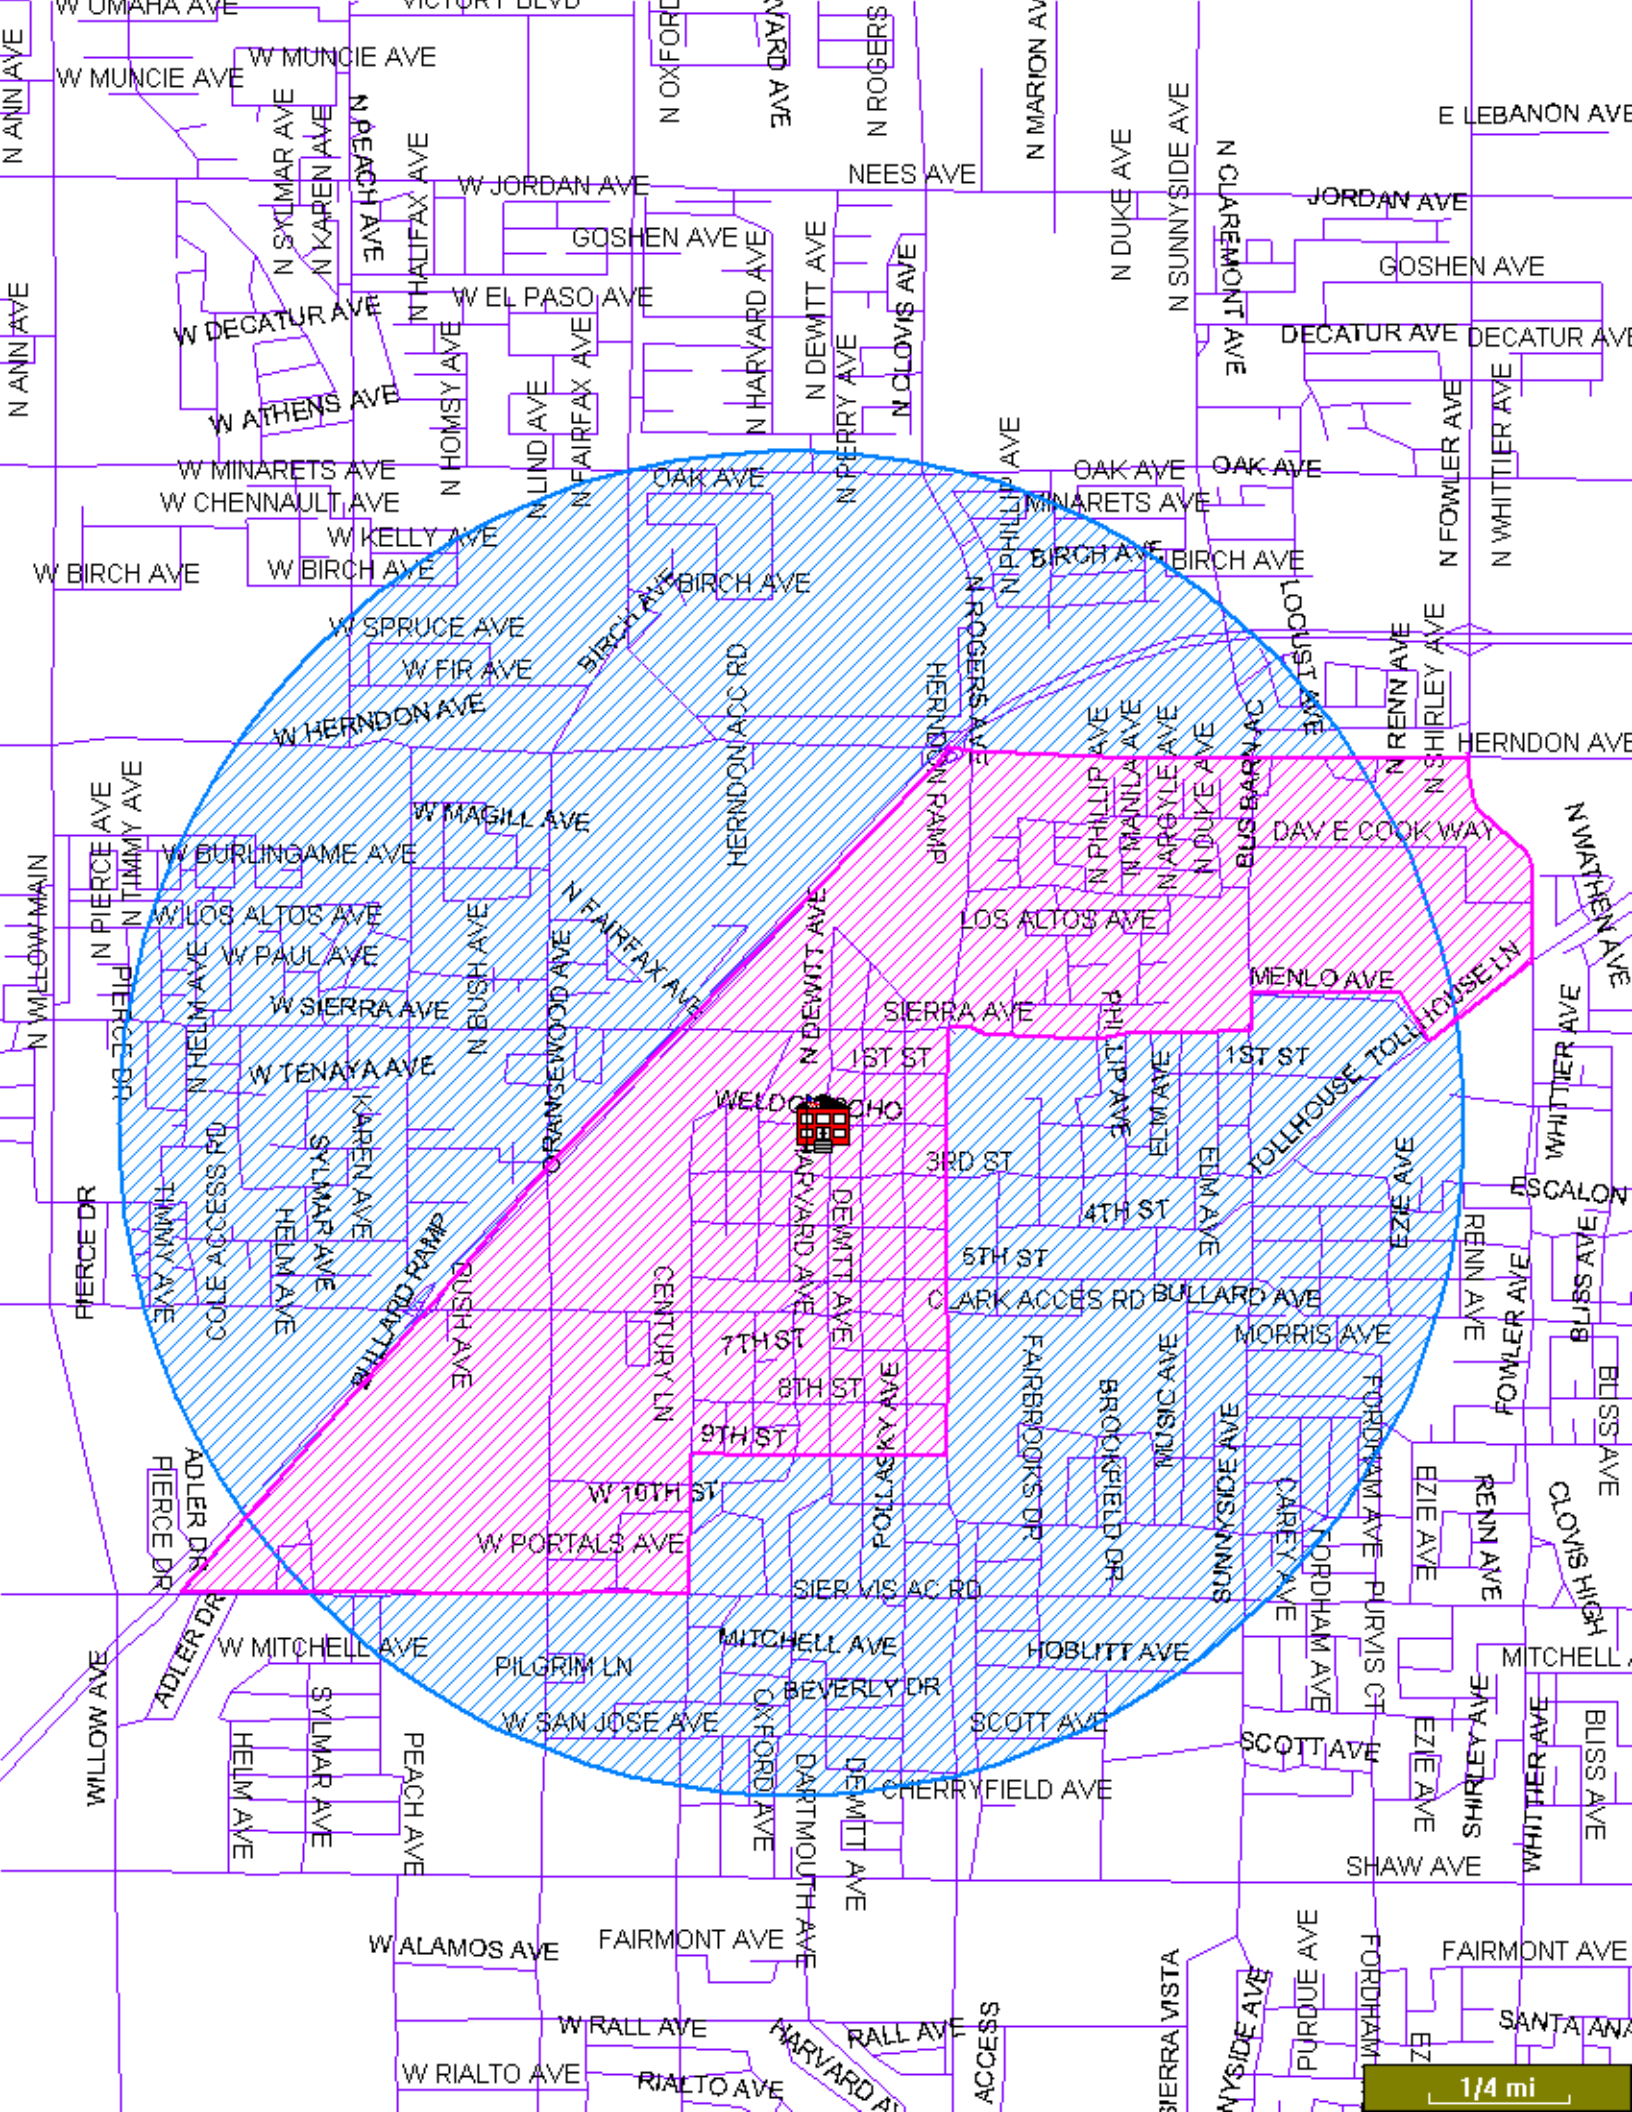 W OMAHA AVE
VICTORY BLVD
W MUNCIE AVE
W MUNCIE AVE
N ANN AVE
N SYLMAR AVE
N KAREN AVE
N PEACH AVE
N HALIFAX AVE
N OXFORD
VARD AVE
N ROGERS
N MARION AV
N DUKE AVE
N SUNNYSIDE AVE
N CLAREMONT AVE
E LEBANON AVE
NEES AVE
W JORDAN AVE
JORDAN AVE
GOSHEN AVE
GOSHEN AVE
W EL PASO AVE
N ANN AVE
W DECATUR AVE
DECATUR AVE
DECATUR AVE
N HARVARD AVE
N DEWITT AVE
N CLOVIS AVE
N PERRY AVE
N HOMSY AVE
N LIND AVE
N FAIRFAX AVE
W ATHENS AVE
N PHILLIP AVE
N FOWLER AVE
N WHITTIER AVE
W MINARETS AVE
OAK AVE
OAK AVE
OAK AVE
W CHENNAULT AVE
MINARETS AVE
W KELLY AVE
W BIRCH AVE
W BIRCH AVE
BIRCH AVE
BIRCH AVE
BIRCH AVE
BIRCH AVE
W SPRUCE AVE
W FIR AVE
HERNDON ACC RD
HERNDON RAMP
N ROGERS AVE
LOCUST AVE
N RENN AVE
N SHIRLEY AVE
W HERNDON AVE
HERNDON AVE
N PHILLIP AVE
N MANILA AVE
N ARGYLE AVE
N DUKE AVE
N PIERCE AVE
N TIMMY AVE
W MAGILL AVE
W BURLINGAME AVE
DAVE COOK WAY
N WATHEN AVE
N WILLOW MAIN
W LOS ALTOS AVE
LOS ALTOS AVE
W PAUL AVE
N HELM AVE
N BUSH AVE
N FAIRFAX AVE
ORANGEWOOD AVE
N DEWITT AVE
MENLO AVE
PIERCE DR
W SIERRA AVE
SIERRA AVE
PHILLIP AVE
TOLLHOUSE LN
1ST ST
1ST ST
W TENAYA AVE
TOLLHOUSE
ELM AVE
WHITTIER AVE
3RD ST
COLE ACCESS RD
SYLMAR AVE
KAREN AVE
HELM AVE
TIMMY AVE
PIERCE DR
HARVARD AVE
DEWITT AVE
4TH ST
ELM AVE
EZIE AVE
ESCALON
5TH ST
BUSH AVE
CENTURY LN
CLARK ACCES RD
BULLARD AVE
RENN AVE
FOWLER AVE
BLISS AVE
7TH ST
MORRIS AVE
8TH ST
POLLASKY AVE
FAIRBROOKS DR
MUSIC AVE
SUNNYSIDE AVE
FORDHAM AVE
BLISS AVE
9TH ST
PIERCE DR
ADLER DR
W 10TH ST
CAREY AVE
EZIE AVE
RENN AVE
CLOVIS HIGH
W PORTALS AVE
SIER VIS AC RD
ADLER DR
W MITCHELL AVE
MITCHELL AVE
HOBLITT AVE
FORDHAM AVE
PURVIS CT
MITCHELL
PILGRIM LN
BEVERLY DR
WILLOW AVE
SYLMAR AVE
W SAN JOSE AVE
OXFORD AVE
SCOTT AVE
SCOTT AVE
HELM AVE
PEACH AVE
DARTMOUTH AVE
DEWITT AVE
CHERRYFIELD AVE
EZIE AVE
SHIRLEY AVE
WHITTIER AVE
BLISS AVE
SHAW AVE
W ALAMOS AVE
FAIRMONT AVE
FAIRMONT AVE
SIERRA VISTA
NYSIDE AVE
PURDUE AVE
FORDHAM
W RALL AVE
RALL AVE
ACCESS
SANTA ANA
EZ
W RIALTO AVE
RIALTO AVE
HARVARD AV
1/4 mi